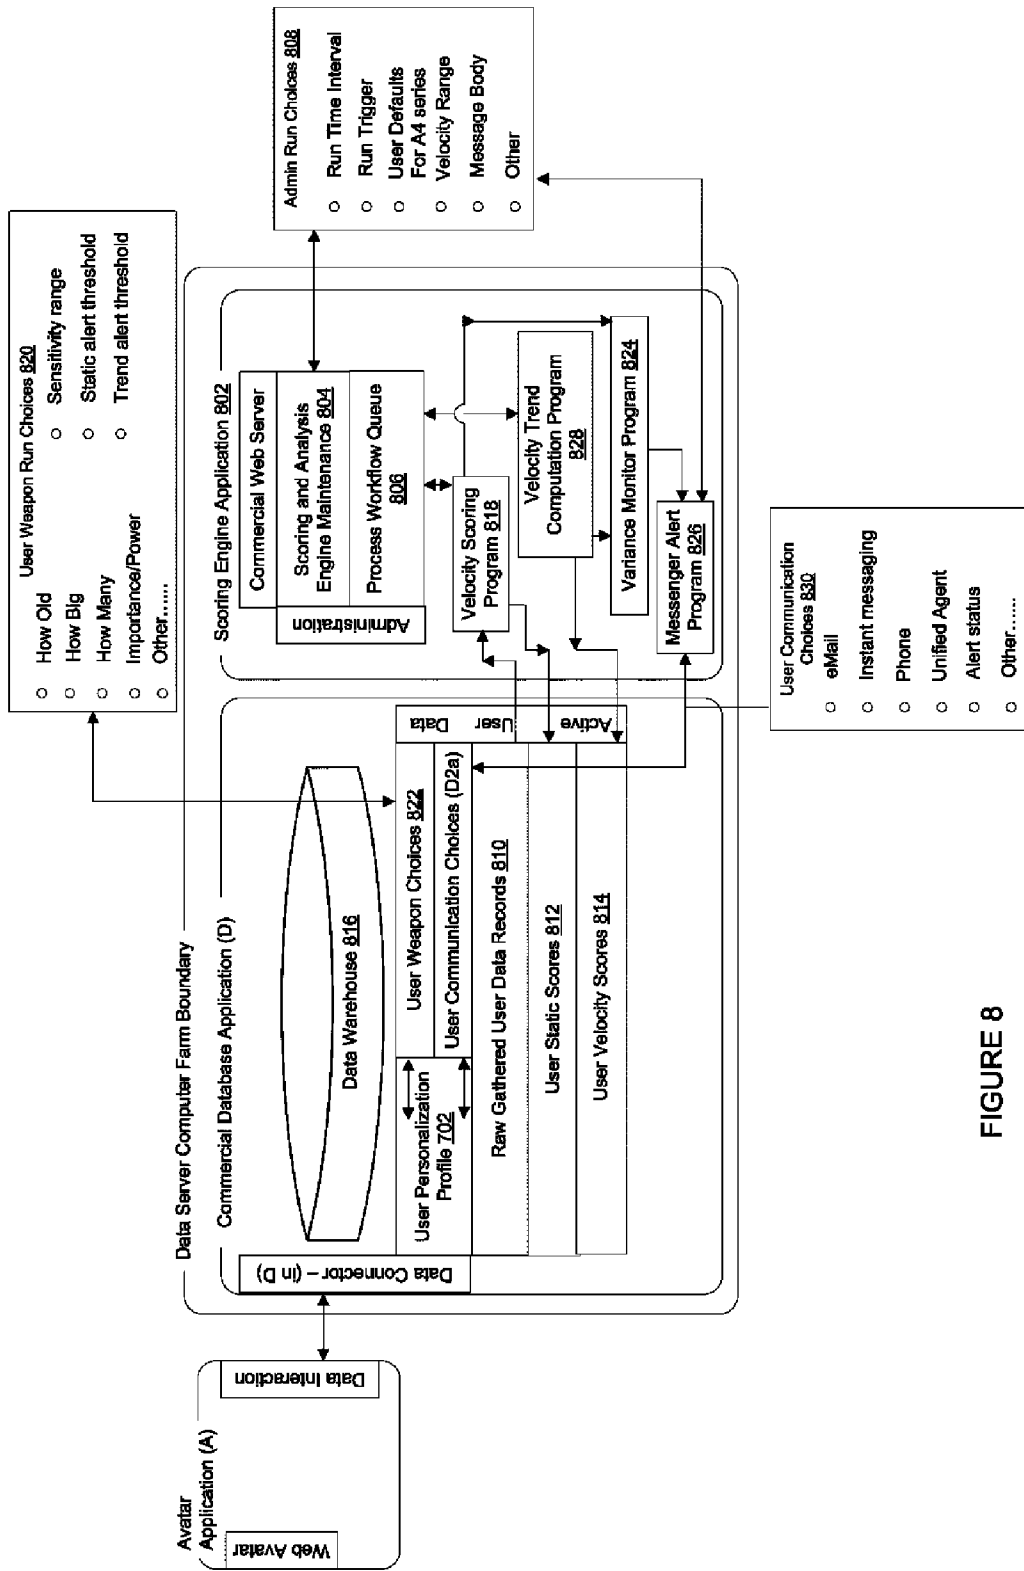 Avatar
Application (A)
Web Avatar
Data Interaction
Data Server Computer Farm Boundary
Commercial Database Application (D)
Data Connector – (in D)
Data Warehouse 816
User Personalization
Profile 702
User Weapon Choices 822
User Communication Choices (D2a)
Raw Gathered User Data Records 810
User Static Scores 812
User Velocity Scores 814
Active User Data
User Weapon Run Choices 820
How Old
How Big
How Many
Importance/Power
Other......
Sensitivity range
Static alert threshold
Trend alert threshold
Scoring Engine Application 802
Commercial Web Server
Administration
Scoring and Analysis
Engine Maintenance 804
Process Workflow Queue
806
Velocity Scoring
Program 818
Velocity Trend
Computation Program
828
Variance Monitor Program 824
Messenger Alert
Program 826
Admin Run Choices 808
Run Time Interval
Run Trigger
User Defaults
For A4 series
Velocity Range
Message Body
Other
User Communication
Choices 830
eMail
Instant messaging
Phone
Unified Agent
Alert status
Other......
FIGURE 8